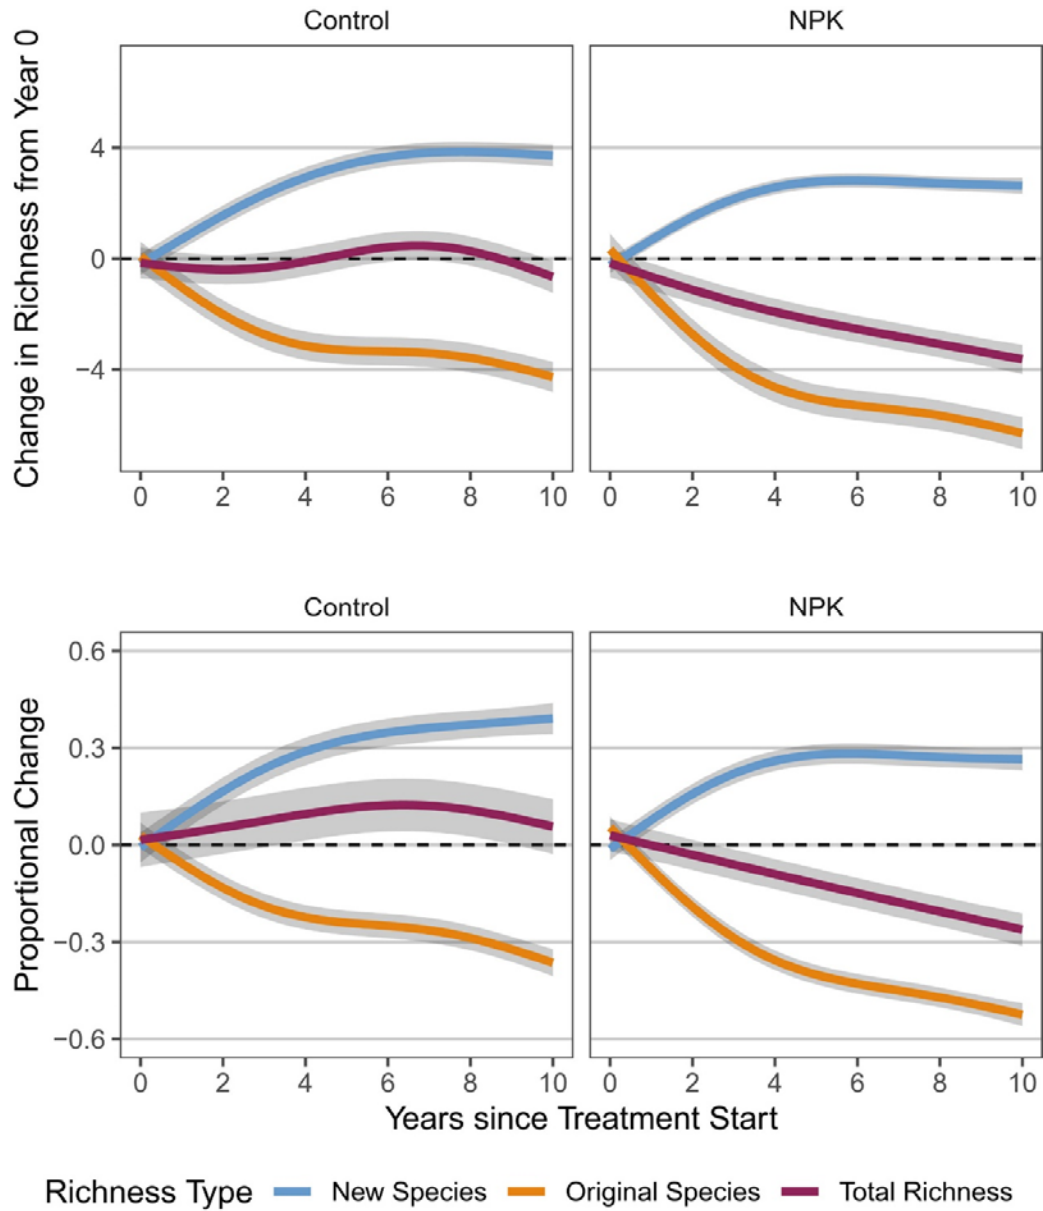 Control NPK
Change in Richness from Year 0
4
0
−4
0 2 4 6 8 10 0 2 4 6 8 10
Control NPK
Proportional Change
0.6
0.3
0.0
−0.3
−0.6
0 2 4 6 8 10 0 2 4 6 8 10
Years since Treatment Start
Richness Type New Species Original Species Total Richness